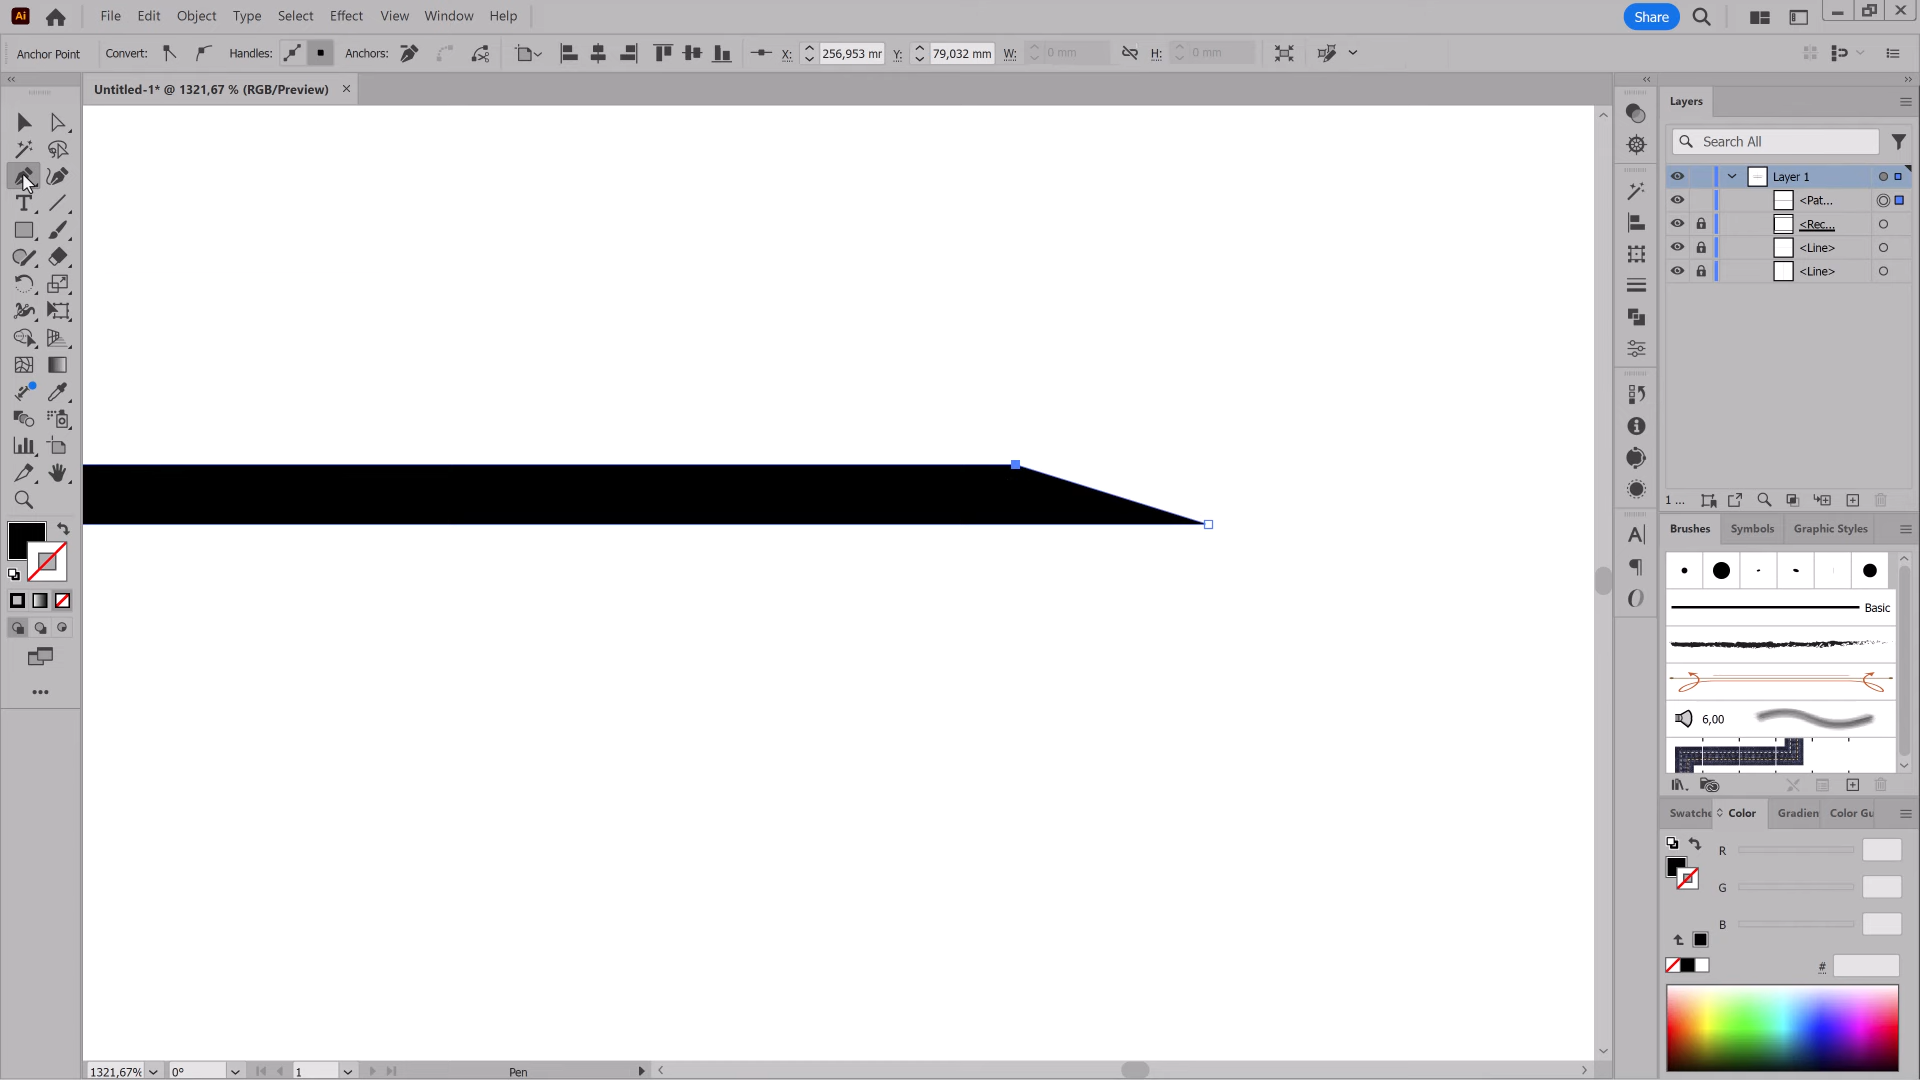 Ai File Edit Object Type Select Effect View Window Help Share
Anchor Point Convert: Handles: Anchors: X: 256,953 mr Y: 79,032 mm W: 0 mm H: 0 mm
Untitled-1* @ 1321,67 % (RGB/Preview) ×
Layers
Search All
Layer 1
<Pat...
<Rec...
<Line>
<Line>
1 ...
Brushes Symbols Graphic Styles
Basic
6,00
Swatche Color Gradien Color Gu
R
G
B
#
1321,67% 0° 1 Pen